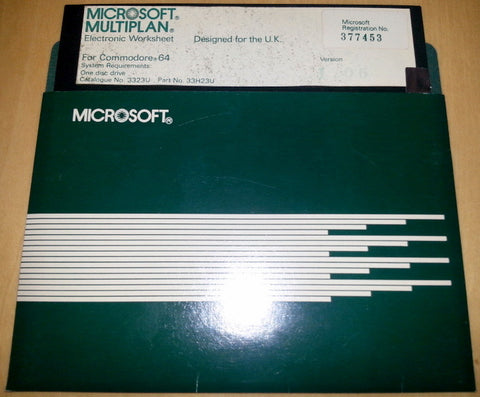 MICROSOFT®
MULTIPLAN®
Electronic Worksheet
Designed for the U.K.
Microsoft
Registration No.
377453
For Commodore®64
System Requirements:
One disc drive
Catalogue No. 3323U Part No. 33H23U
Version
MICROSOFT®